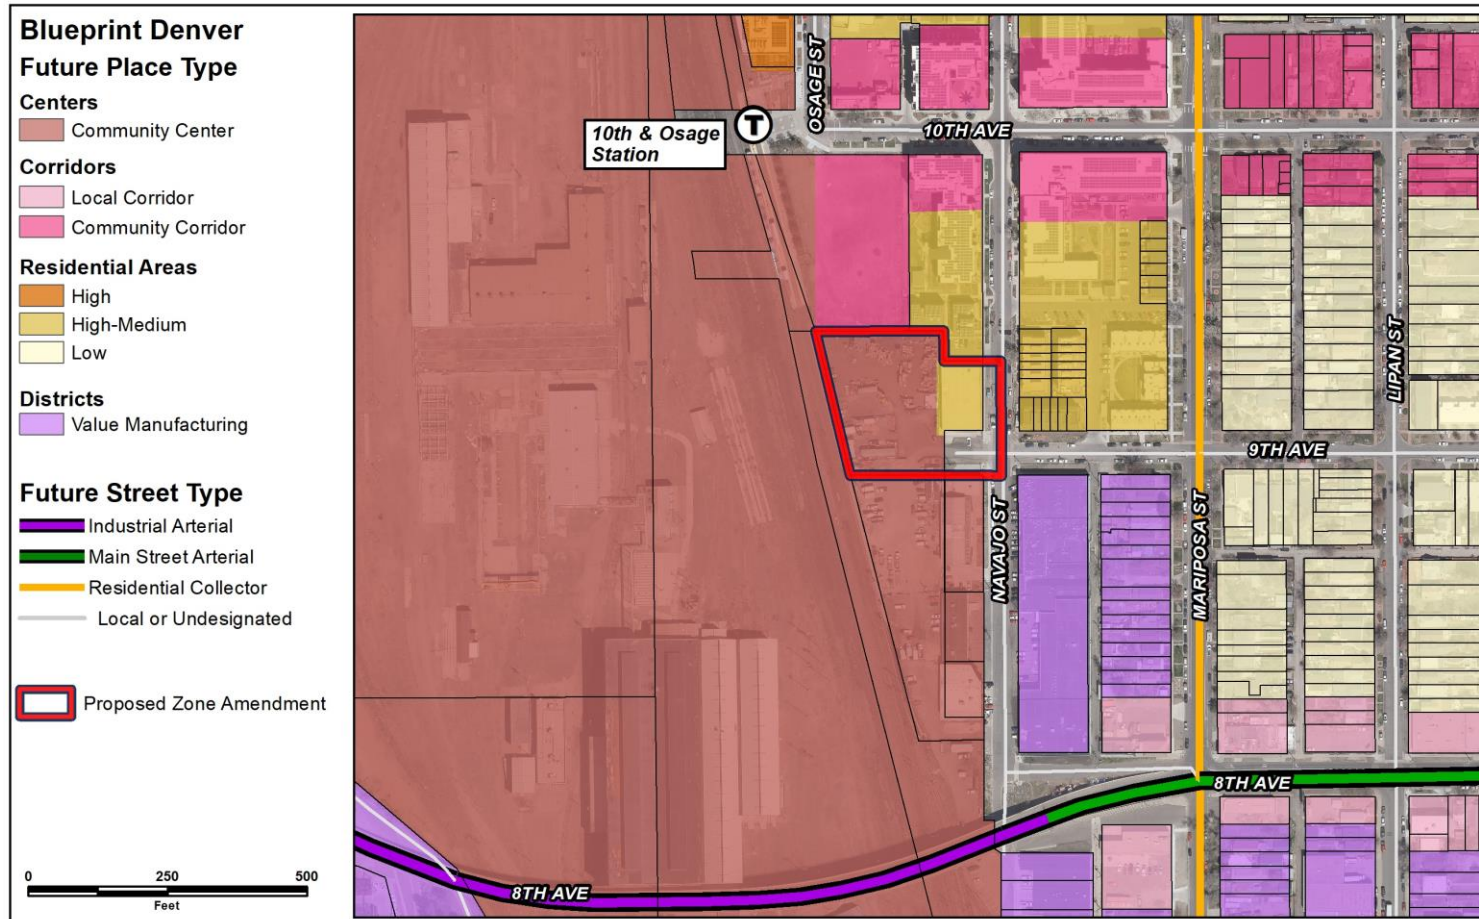 Blueprint Denver
Future Place Type
Centers
Community Center
Corridors
Local Corridor
Community Corridor
Residential Areas
High
High-Medium
Low
Districts
Value Manufacturing
Future Street Type
Industrial Arterial
Main Street Arterial
Residential Collector
Local or Undesignated
Proposed Zone Amendment
0 250 500
Feet
OSAGE ST
T
10th & Osage
Station
10TH AVE
LIPAN ST
9TH AVE
NAVAJO ST
MARIPOSA ST
8TH AVE
8TH AVE